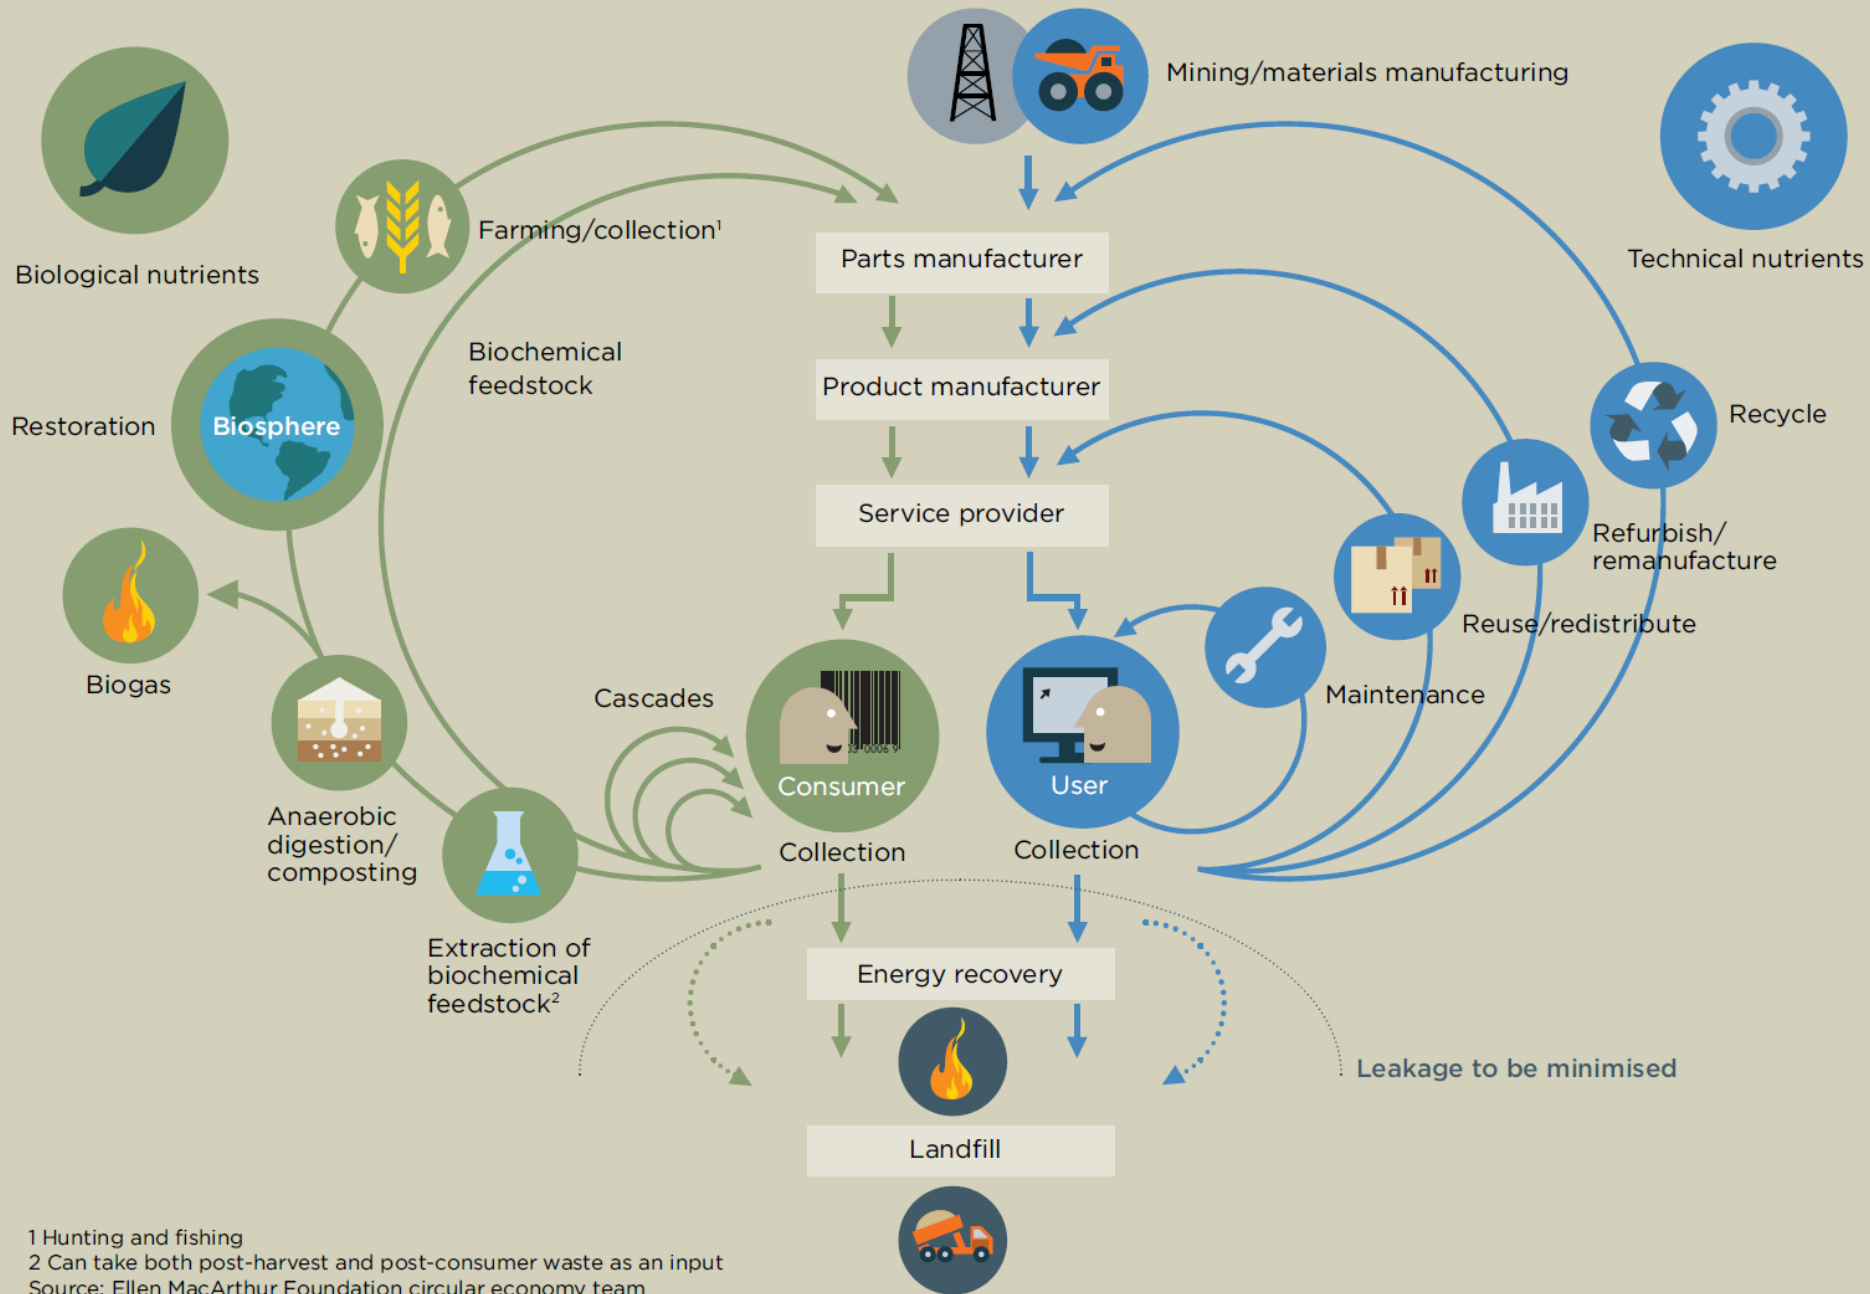 Mining/materials manufacturing
Biological nutrients
Farming/collection¹
Technical nutrients
Parts manufacturer
Biochemical
feedstock
Product manufacturer
Restoration
Biosphere
Recycle
Service provider
Refurbish/
remanufacture
Reuse/redistribute
Biogas
Cascades
Maintenance
Consumer
User
Anaerobic
digestion/
composting
Collection
Collection
Extraction of
biochemical
feedstock²
Energy recovery
Leakage to be minimised
Landfill
1 Hunting and fishing
2 Can take both post-harvest and post-consumer waste as an input
Source: Ellen MacArthur Foundation circular economy team